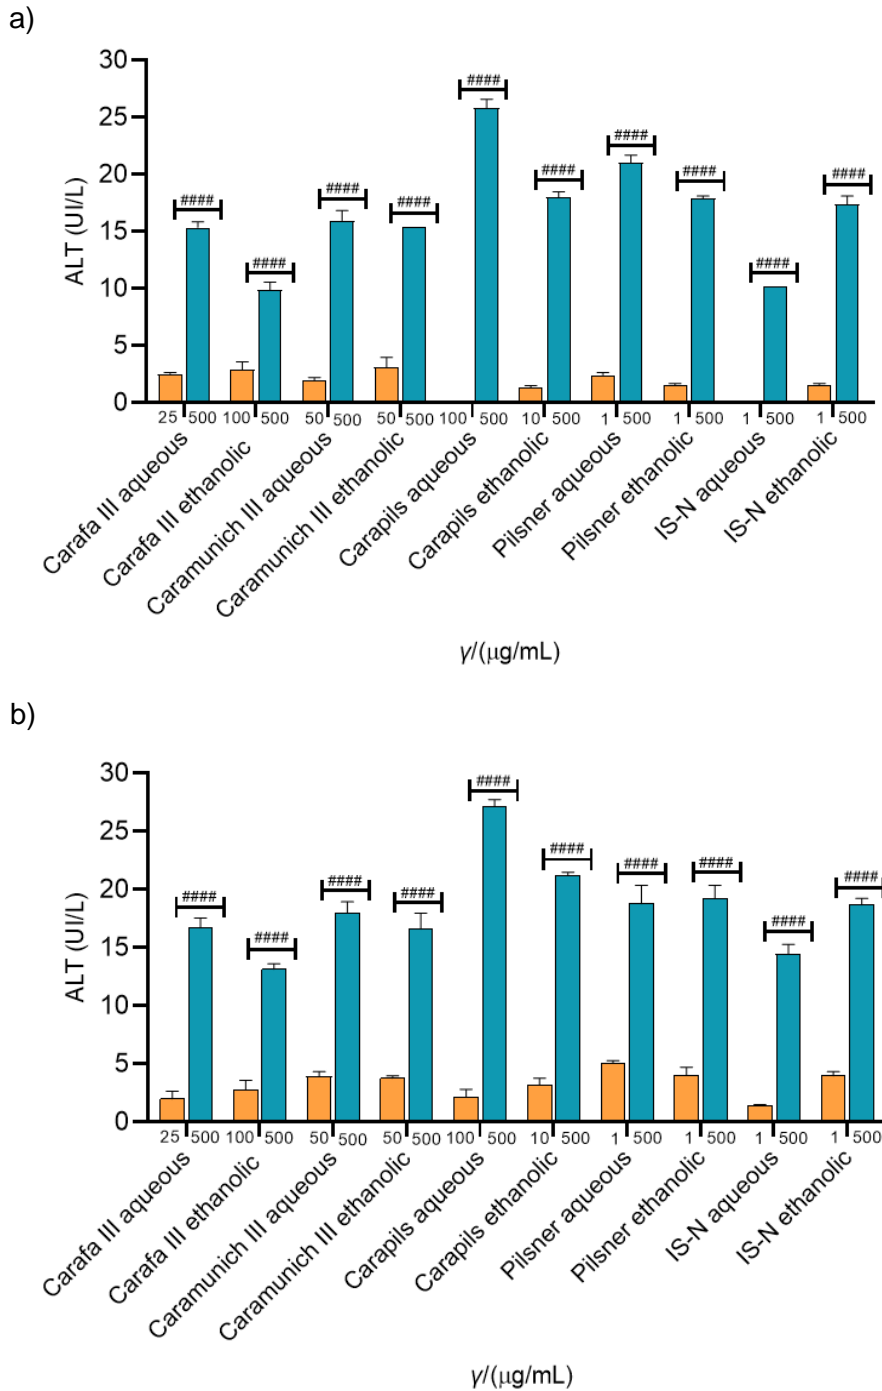 a)
30
25
20
15
10
5
0
ALT (UI/L)
#### #### #### #### #### #### #### #### #### ####
25 500 100 500 50 500 50 500 100 500 10 500 1 500 1 500 1 500 1 500
Carafa III aqueous
Carafa III ethanolic
Caramunich III aqueous
Caramunich III ethanolic
Carapils aqueous
Carapils ethanolic
Pilsner aqueous
Pilsner ethanolic
IS-N aqueous
IS-N ethanolic
γ/(μg/mL)
b)
30
25
20
15
10
5
0
ALT (UI/L)
#### #### #### #### #### #### #### #### #### ####
25 500 100 500 50 500 50 500 100 500 10 500 1 500 1 500 1 500 1 500
Carafa III aqueous
Carafa III ethanolic
Caramunich III aqueous
Caramunich III ethanolic
Carapils aqueous
Carapils ethanolic
Pilsner aqueous
Pilsner ethanolic
IS-N aqueous
IS-N ethanolic
γ/(μg/mL)